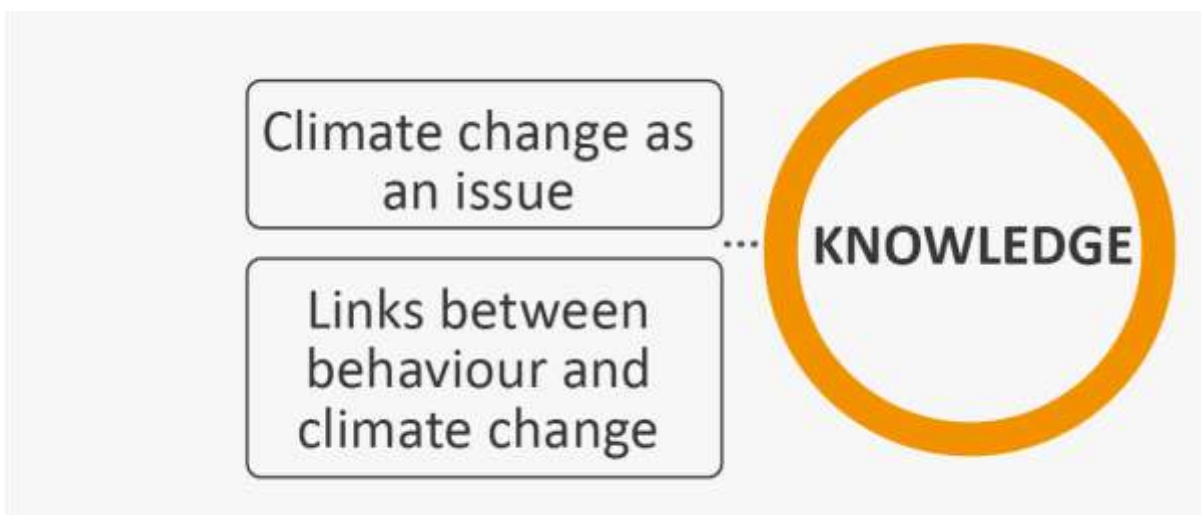 Climate change as
an issue
Links between
behaviour and
climate change
KNOWLEDGE